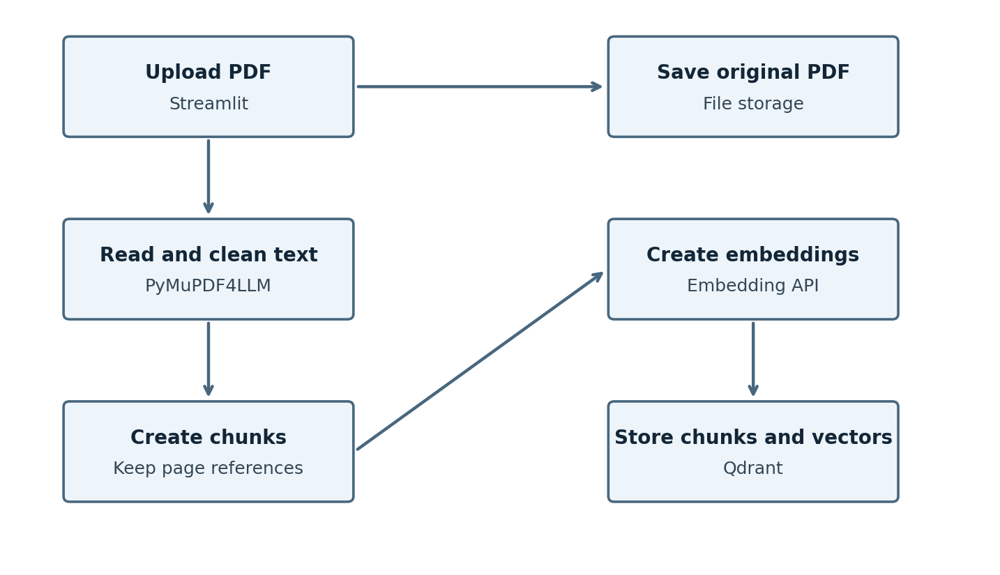 Upload PDF
Streamlit
Save original PDF
File storage
Read and clean text
PyMuPDF4LLM
Create embeddings
Embedding API
Create chunks
Keep page references
Store chunks and vectors
Qdrant